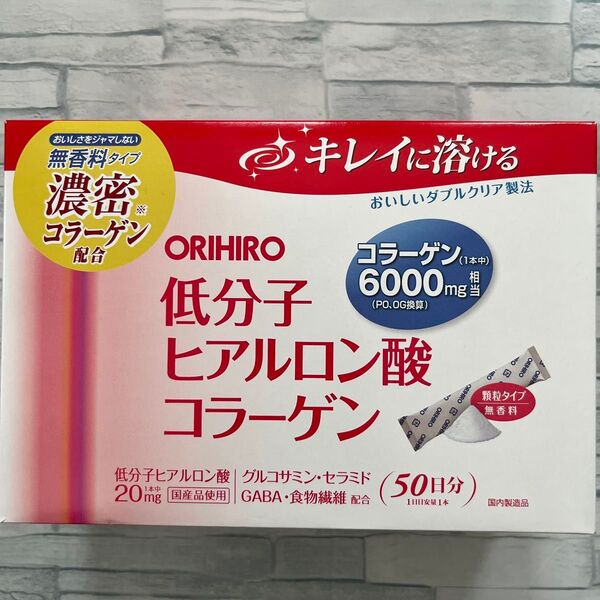 おいしさをジャマしない
無香料タイプ
濃密※
コラーゲン
配合
キレイに溶ける
おいしいダブルクリア製法
ORIHIRO
低分子
ヒアルロン酸
コラーゲン
コラーゲン(1本中)
6000mg相当
(PO、OG換算)
ORIHIRO
顆粒タイプ
無香料
低分子ヒアルロン酸
1本中
20mg 国産品使用
グルコサミン・セラミド
GABA・食物繊維 配合
50日分
1日目安量1本
国内製造品